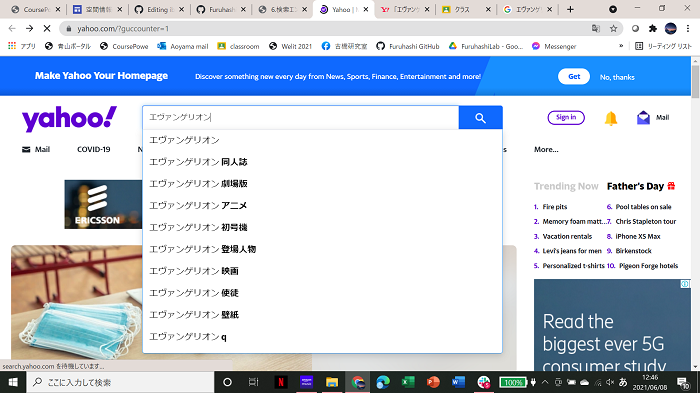 CoursePow
空間情報
Editing B
Furuhash
6.検索エン
Yahoo |
「エヴァンゲ
クラス
エヴァンゲ
yahoo.com/?guccounter=1
アプリ 青山ポータル CoursePowe Aoyama mail classroom Welit 2021 古橋研究室 Furuhashi GitHub FuruhashiLab - Goo... Messenger リーディング リスト
Make Yahoo Your Homepage
Discover something new every day from News, Sports, Finance, Entertainment and more!
Get
No, thanks
yahoo!
エヴァンゲリオン
Sign in
Mail
Mail COVID-19 N s More...
エヴァンゲリオン
エヴァンゲリオン 同人誌
エヴァンゲリオン 劇場版
エヴァンゲリオン アニメ
エヴァンゲリオン 初号機
エヴァンゲリオン 登場人物
エヴァンゲリオン 映画
エヴァンゲリオン 使徒
エヴァンゲリオン 壁紙
エヴァンゲリオン q
ERICSSON
Trending Now Father's Day
1. Fire pits 6. Pool tables on sale
2. Memory foam matt... 7. Chris Stapleton tour
3. Vacation rentals 8. iPhone XS Max
4. Levi's jeans for men 9. Birkenstock
5. Personalized t-shirts 10. Pigeon Forge hotels
Read the
biggest ever 5G
consumer study
search.yahoo.com を待機しています...
ここに入力して検索
100%
あ
12:46
2021/06/08
10